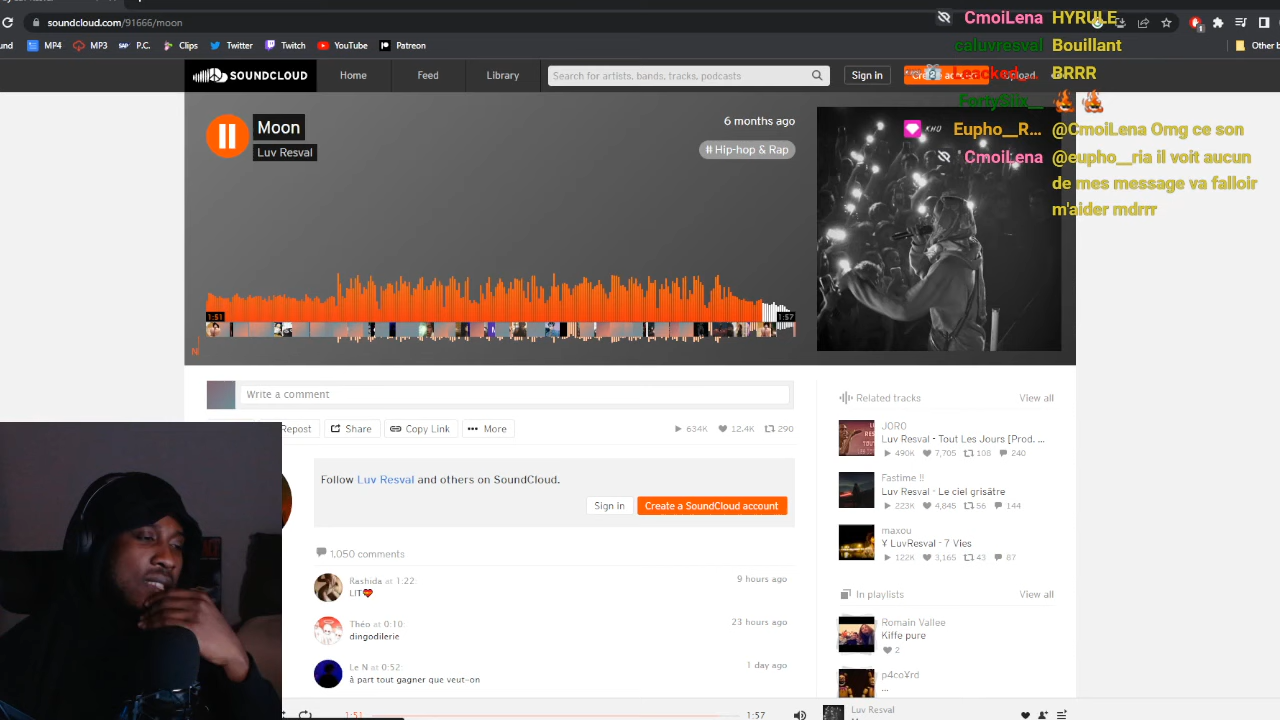 soundcloud.com/91666/moon
MP4
MP3
P.C.
Clips
Twitter
Twitch
YouTube
Patreon
Other b
SOUNDCLOUD
Home
Feed
Library
Search for artists, bands, tracks, podcasts
Sign in
Upload
CmoiLena HYRULE
caluvresval Bouillant
BRRR
Eupho__R... @CmoiLena Omg ce son
CmoiLena @eupho__ria il voit aucun
de mes message va falloir
m'aider mdrrr
Moon
Luv Resval
6 months ago
# Hip-hop & Rap
1:51
1:57
Write a comment
Repost
Share
Copy Link
More
634K
12.4K
290
Follow Luv Resval and others on SoundCloud.
Sign In
Create a SoundCloud account
1,050 comments
Rashida at 1:22:
LIT
9 hours ago
Théo at 0:10:
dingodilerie
23 hours ago
Le N at 0:52:
à part tout gagner que veut-on
1 day ago
Related tracks
View all
JORO
Luv Resval - Tout Les Jours [Prod. ...
490K 7,705 198 240
Fastime !!
Luv Resval - Le ciel grisâtre
223K 4,845 56 144
maxou
¥ LuvResval - 7 Vies
122K 3,165 43 87
In playlists
View all
Romain Vallee
Kiffe pure
2
p4co¥rd
...
1:51
1:57
Luv Resval